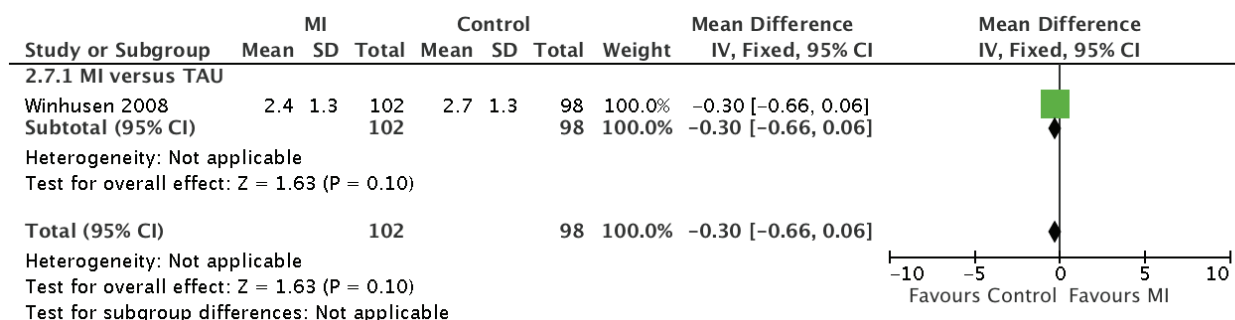 MI Control Mean Difference Mean Difference
Study or Subgroup Mean SD Total Mean SD Total Weight IV, Fixed, 95% CI IV, Fixed, 95% CI
2.7.1 MI versus TAU
Winhusen 2008 2.4 1.3 102 2.7 1.3 98 100.0% −0.30 [−0.66, 0.06]
Subtotal (95% CI) 102 98 100.0% −0.30 [−0.66, 0.06]
Heterogeneity: Not applicable
Test for overall effect: Z = 1.63 (P = 0.10)
Total (95% CI) 102 98 100.0% −0.30 [−0.66, 0.06]
Heterogeneity: Not applicable
Test for overall effect: Z = 1.63 (P = 0.10)
Test for subgroup differences: Not applicable
−10 −5 0 5 10
Favours Control Favours MI